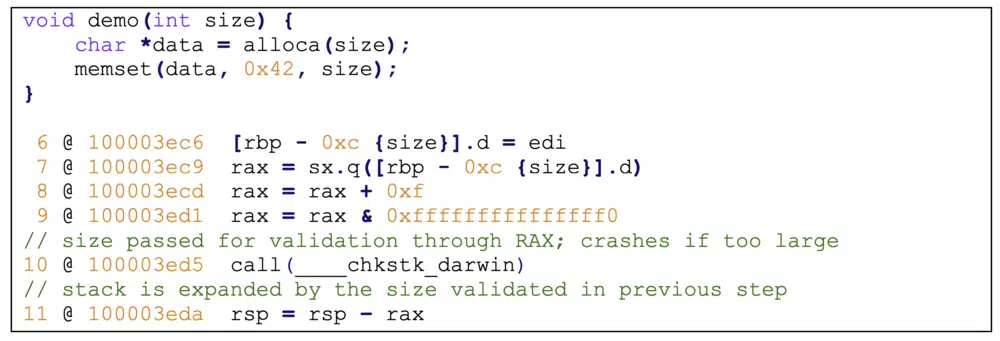 void demo(int size) {
    char *data = alloca(size);
    memset(data, 0x42, size);
}
 6 @ 100003ec6  [rbp - 0xc {size}].d = edi
 7 @ 100003ec9  rax = sx.q([rbp - 0xc {size}].d)
 8 @ 100003ecd  rax = rax + 0xf
 9 @ 100003ed1  rax = rax & 0xfffffffffffffff0
// size passed for validation through RAX; crashes if too large
10 @ 100003ed5  call(____chkstk_darwin)
// stack is expanded by the size validated in previous step
11 @ 100003eda  rsp = rsp - rax